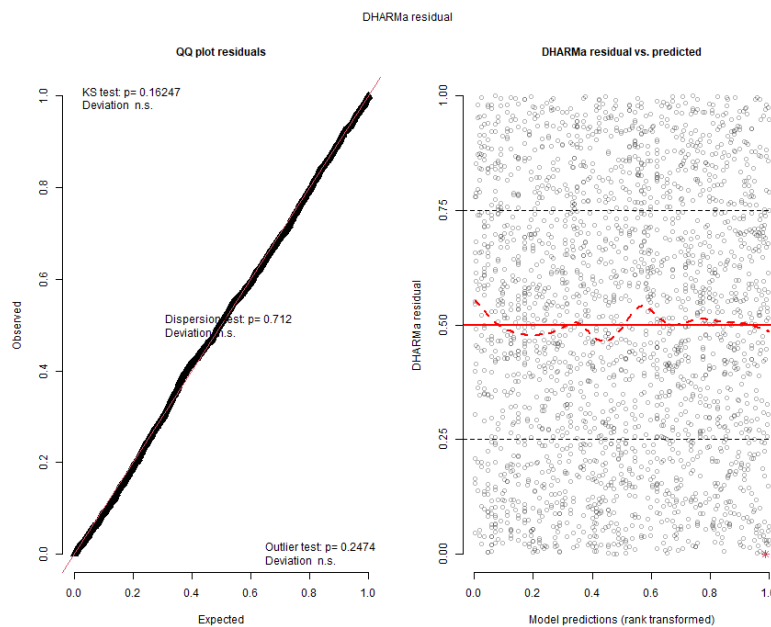 DHARMa residual
QQ plot residuals
KS test: p= 0.16247
Deviation n.s.
Dispersion test: p= 0.712
Deviation n.s.
Outlier test: p= 0.2474
Deviation n.s.
Observed
0.0
0.2
0.4
0.6
0.8
1.0
0.0 0.2 0.4 0.6 0.8 1.0
Expected
DHARMa residual vs. predicted
DHARMa residual
0.00
0.25
0.50
0.75
1.00
0.0 0.2 0.4 0.6 0.8 1.0
Model predictions (rank transformed)